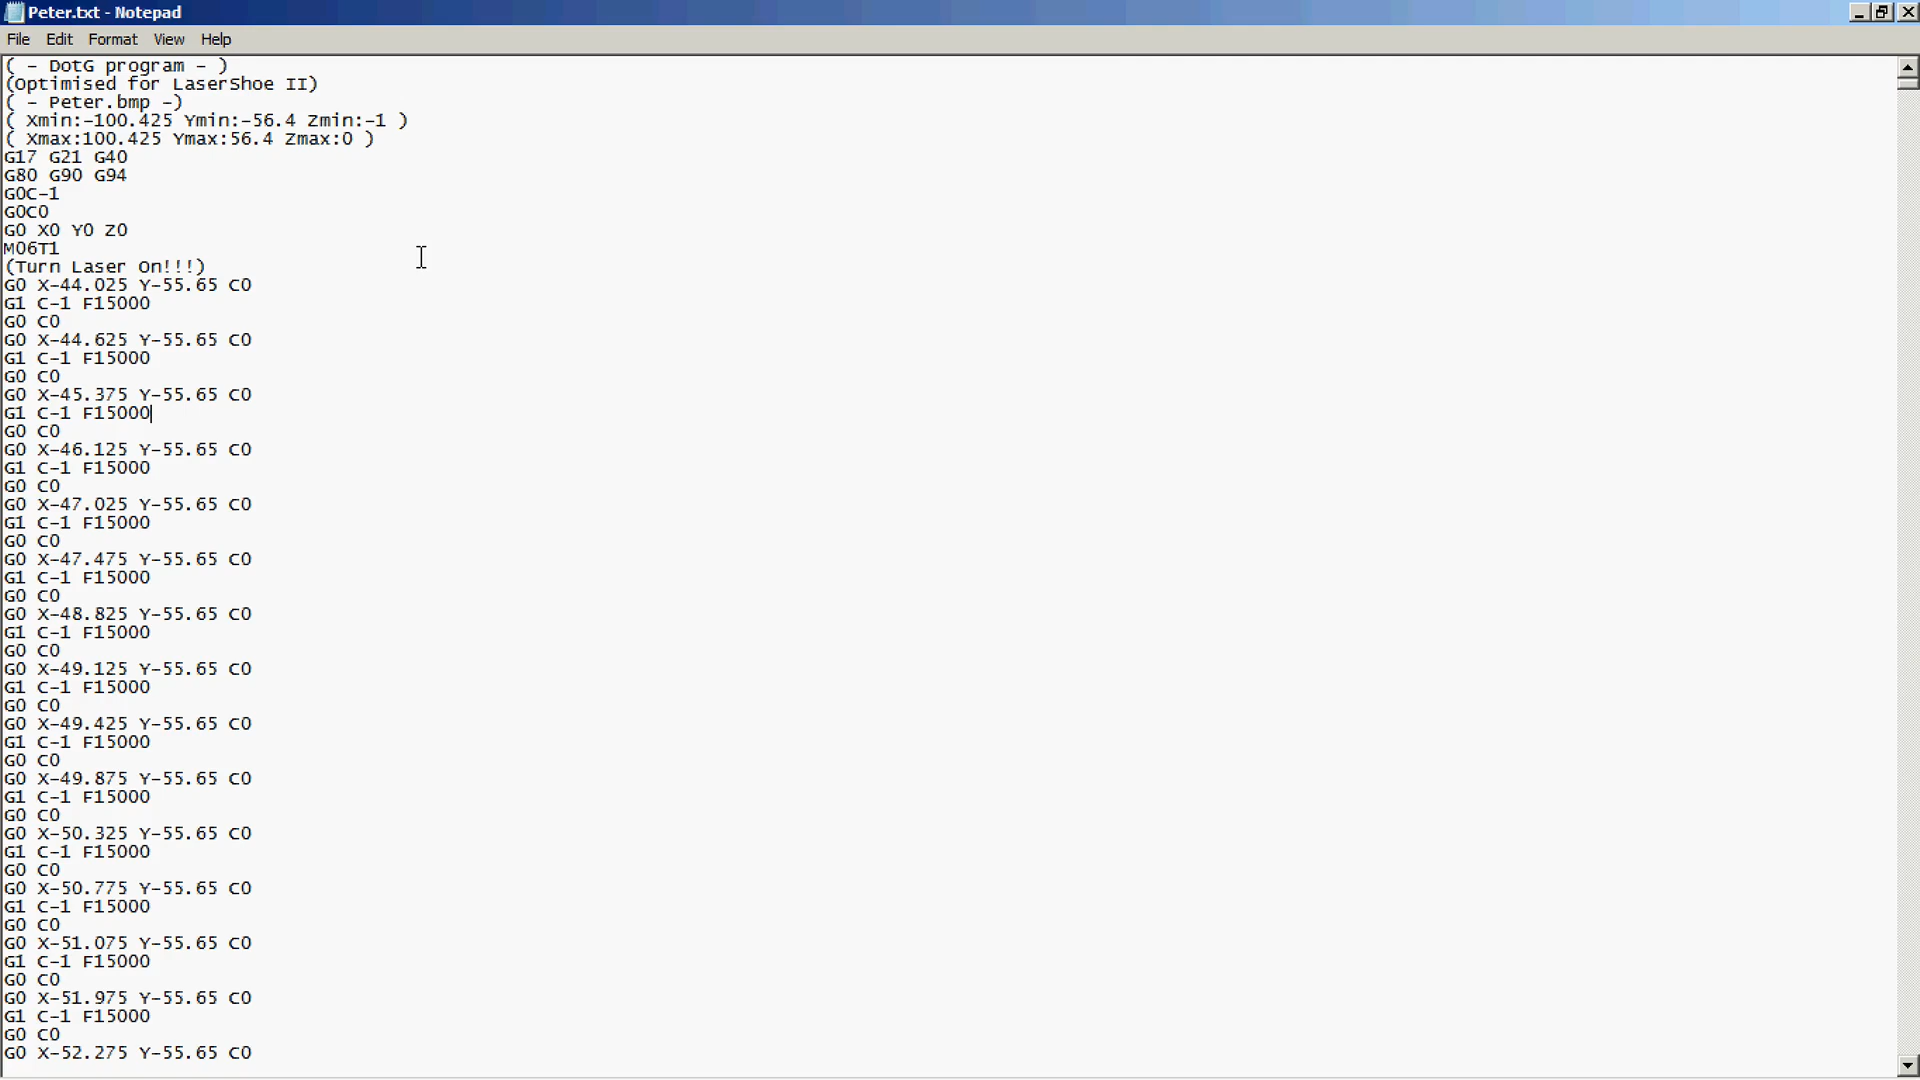 Peter.txt - Notepad
File Edit Format View Help
( - DotG program - )
(Optimised for LaserShoe II)
( - Peter.bmp -)
( Xmin:-100.425 Ymin:-56.4 Zmin:-1 )
( Xmax:100.425 Ymax:56.4 Zmax:0 )
G17 G21 G40
G80 G90 G94
G0C-1
G0C0
G0 X0 Y0 Z0
M06T1
(Turn Laser On!!!)
G0 X-44.025 Y-55.65 C0
G1 C-1 F15000
G0 C0
G0 X-44.625 Y-55.65 C0
G1 C-1 F15000
G0 C0
G0 X-45.375 Y-55.65 C0
G1 C-1 F15000
G0 C0
G0 X-46.125 Y-55.65 C0
G1 C-1 F15000
G0 C0
G0 X-47.025 Y-55.65 C0
G1 C-1 F15000
G0 C0
G0 X-47.475 Y-55.65 C0
G1 C-1 F15000
G0 C0
G0 X-48.825 Y-55.65 C0
G1 C-1 F15000
G0 C0
G0 X-49.125 Y-55.65 C0
G1 C-1 F15000
G0 C0
G0 X-49.425 Y-55.65 C0
G1 C-1 F15000
G0 C0
G0 X-49.875 Y-55.65 C0
G1 C-1 F15000
G0 C0
G0 X-50.325 Y-55.65 C0
G1 C-1 F15000
G0 C0
G0 X-50.775 Y-55.65 C0
G1 C-1 F15000
G0 C0
G0 X-51.075 Y-55.65 C0
G1 C-1 F15000
G0 C0
G0 X-51.975 Y-55.65 C0
G1 C-1 F15000
G0 C0
G0 X-52.275 Y-55.65 C0